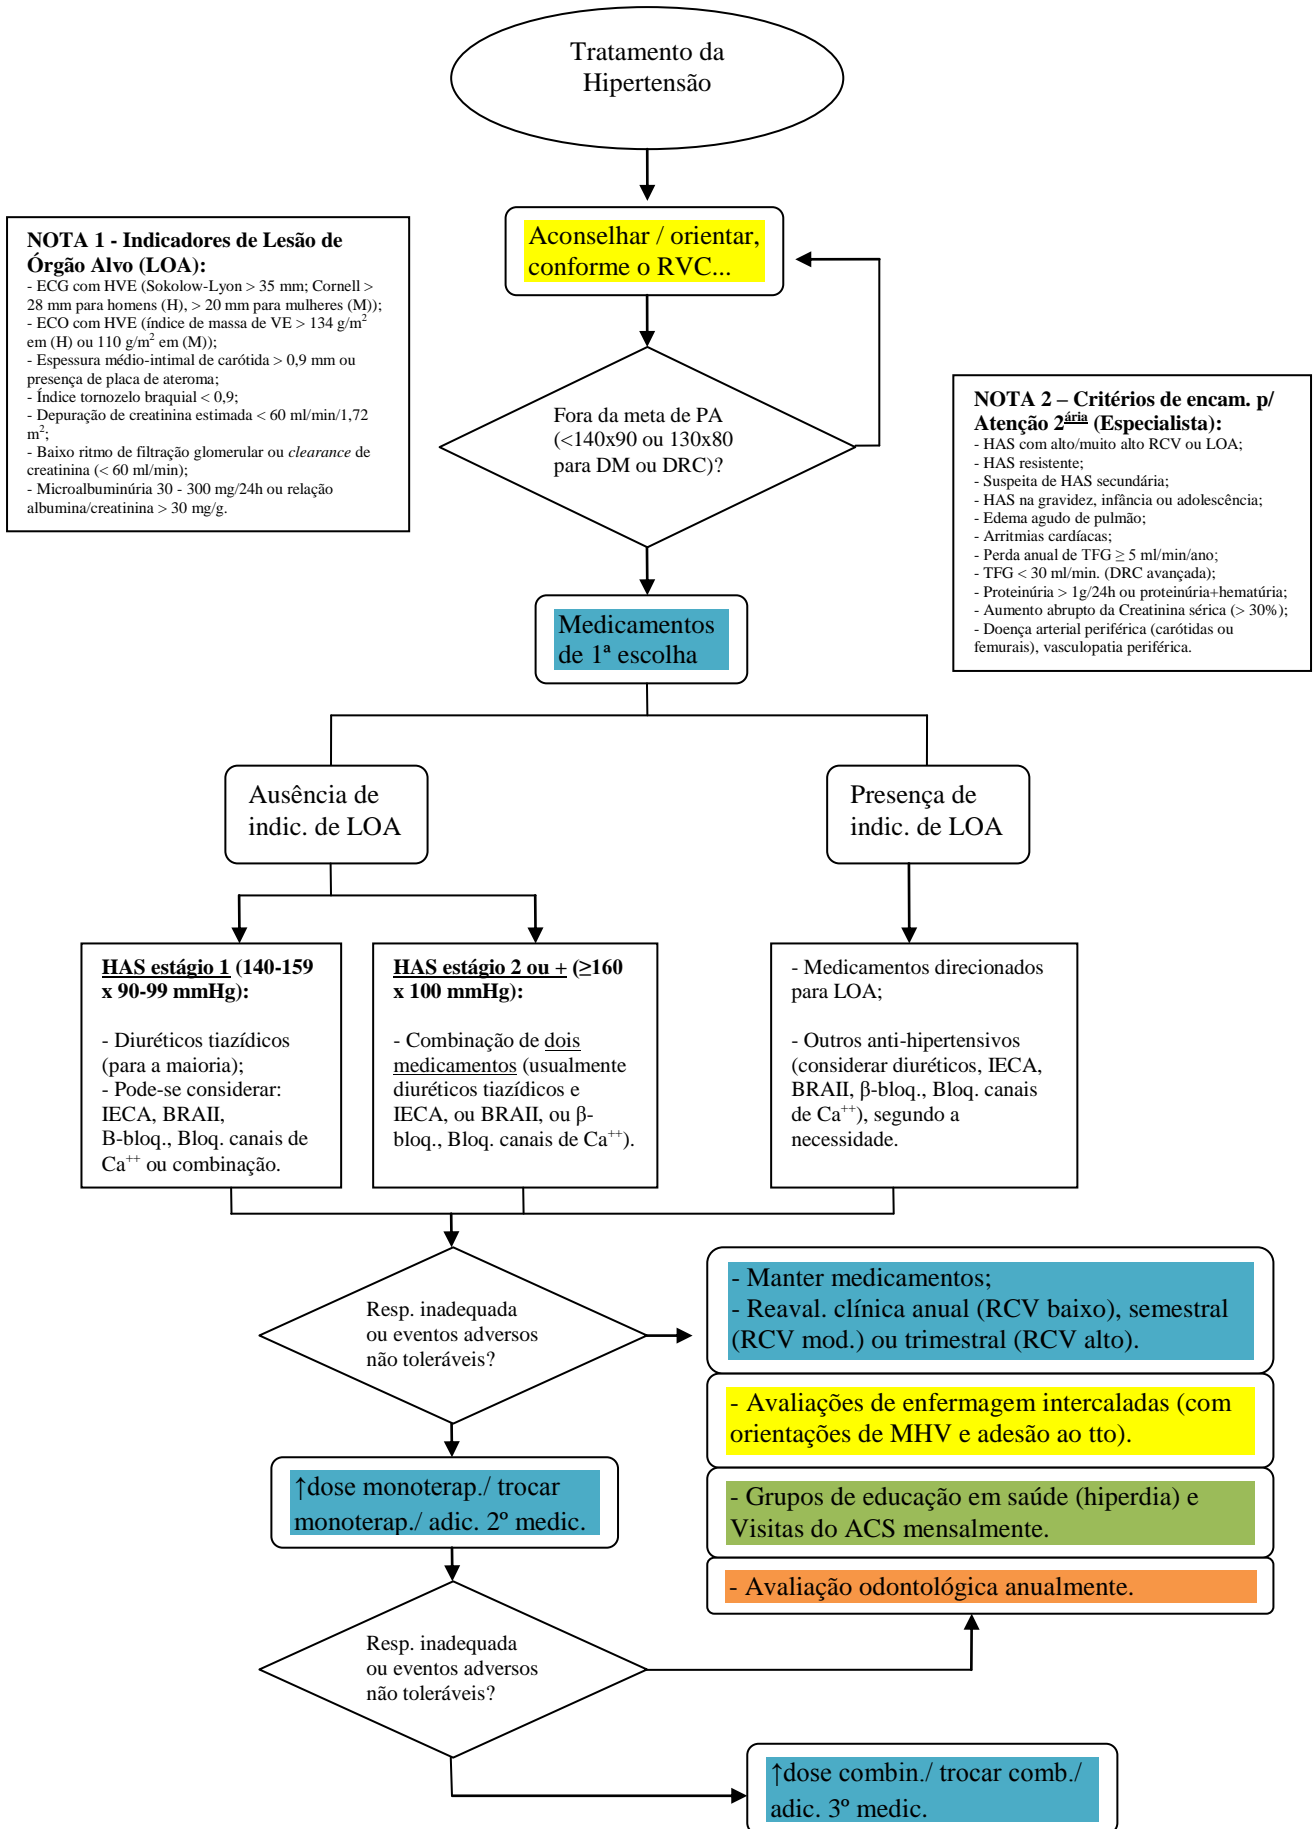 Tratamento da
Hipertensão
Aconselhar / orientar,
conforme o RVC...
NOTA 1 - Indicadores de Lesão de
Órgão Alvo (LOA):
- ECG com HVE (Sokolow-Lyon > 35 mm; Cornell >
28 mm para homens (H), > 20 mm para mulheres (M));
- ECO com HVE (índice de massa de VE > 134 g/m²
em (H) ou 110 g/m² em (M));
- Espessura médio-intimal de carótida > 0,9 mm ou
presença de placa de ateroma;
- Índice tornozelo braquial < 0,9;
- Depuração de creatinina estimada < 60 ml/min/1,72
m²;
- Baixo ritmo de filtração glomerular ou clearance de
creatinina (< 60 ml/min);
- Microalbuminúria 30 - 300 mg/24h ou relação
albumina/creatinina > 30 mg/g.
Fora da meta de PA
(<140x90 ou 130x80
para DM ou DRC)?
NOTA 2 – Critérios de encam. p/
Atenção 2ária (Especialista):
- HAS com alto/muito alto RCV ou LOA;
- HAS resistente;
- Suspeita de HAS secundária;
- HAS na gravidez, infância ou adolescência;
- Edema agudo de pulmão;
- Arritmias cardíacas;
- Perda anual de TFG ≥ 5 ml/min/ano;
- TFG < 30 ml/min. (DRC avançada);
- Proteinúria > 1g/24h ou proteinúria+hematúria;
- Aumento abrupto da Creatinina sérica (> 30%);
- Doença arterial periférica (carótidas ou
femurais), vasculopatia periférica.
Medicamentos
de 1ª escolha
Ausência de
indic. de LOA
Presença de
indic. de LOA
HAS estágio 1 (140-159
x 90-99 mmHg):
- Diuréticos tiazídicos
(para a maioria);
- Pode-se considerar:
IECA, BRAII,
B-bloq., Bloq. canais de
Ca⁺⁺ ou combinação.
HAS estágio 2 ou + (≥160
x 100 mmHg):
- Combinação de dois
medicamentos (usualmente
diuréticos tiazídicos e
IECA, ou BRAII, ou β-
bloq., Bloq. canais de Ca⁺⁺).
- Medicamentos direcionados
para LOA;
- Outros anti-hipertensivos
(considerar diuréticos, IECA,
BRAII, β-bloq., Bloq. canais
de Ca⁺⁺), segundo a
necessidade.
Resp. inadequada
ou eventos adversos
não toleráveis?
- Manter medicamentos;
- Reaval. clínica anual (RCV baixo), semestral
(RCV mod.) ou trimestral (RCV alto).
- Avaliações de enfermagem intercaladas (com
orientações de MHV e adesão ao tto).
- Grupos de educação em saúde (hiperdia) e
Visitas do ACS mensalmente.
- Avaliação odontológica anualmente.
↑dose monoterap./ trocar
monoterap./ adic. 2º medic.
Resp. inadequada
ou eventos adversos
não toleráveis?
↑dose combin./ trocar comb./
adic. 3º medic.